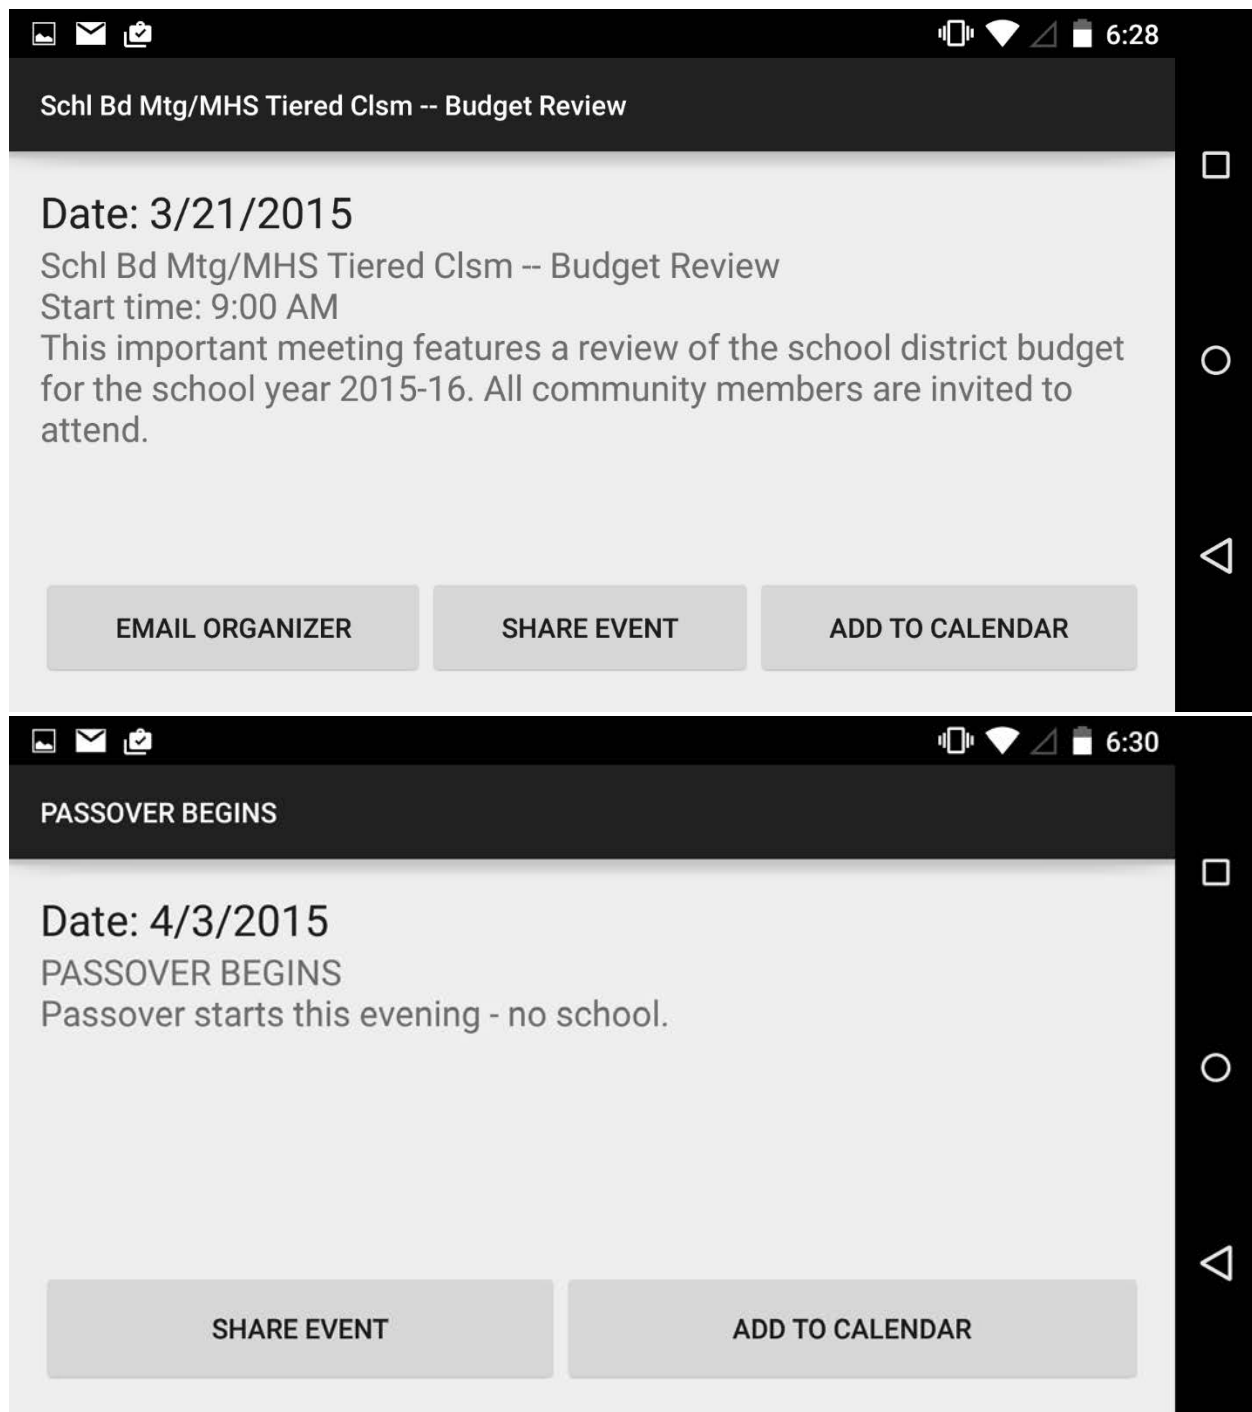 6:28
Schl Bd Mtg/MHS Tiered Clsm -- Budget Review
Date: 3/21/2015
Schl Bd Mtg/MHS Tiered Clsm -- Budget Review
Start time: 9:00 AM
This important meeting features a review of the school district budget
for the school year 2015-16. All community members are invited to
attend.
EMAIL ORGANIZER SHARE EVENT ADD TO CALENDAR
6:30
PASSOVER BEGINS
Date: 4/3/2015
PASSOVER BEGINS
Passover starts this evening - no school.
SHARE EVENT ADD TO CALENDAR